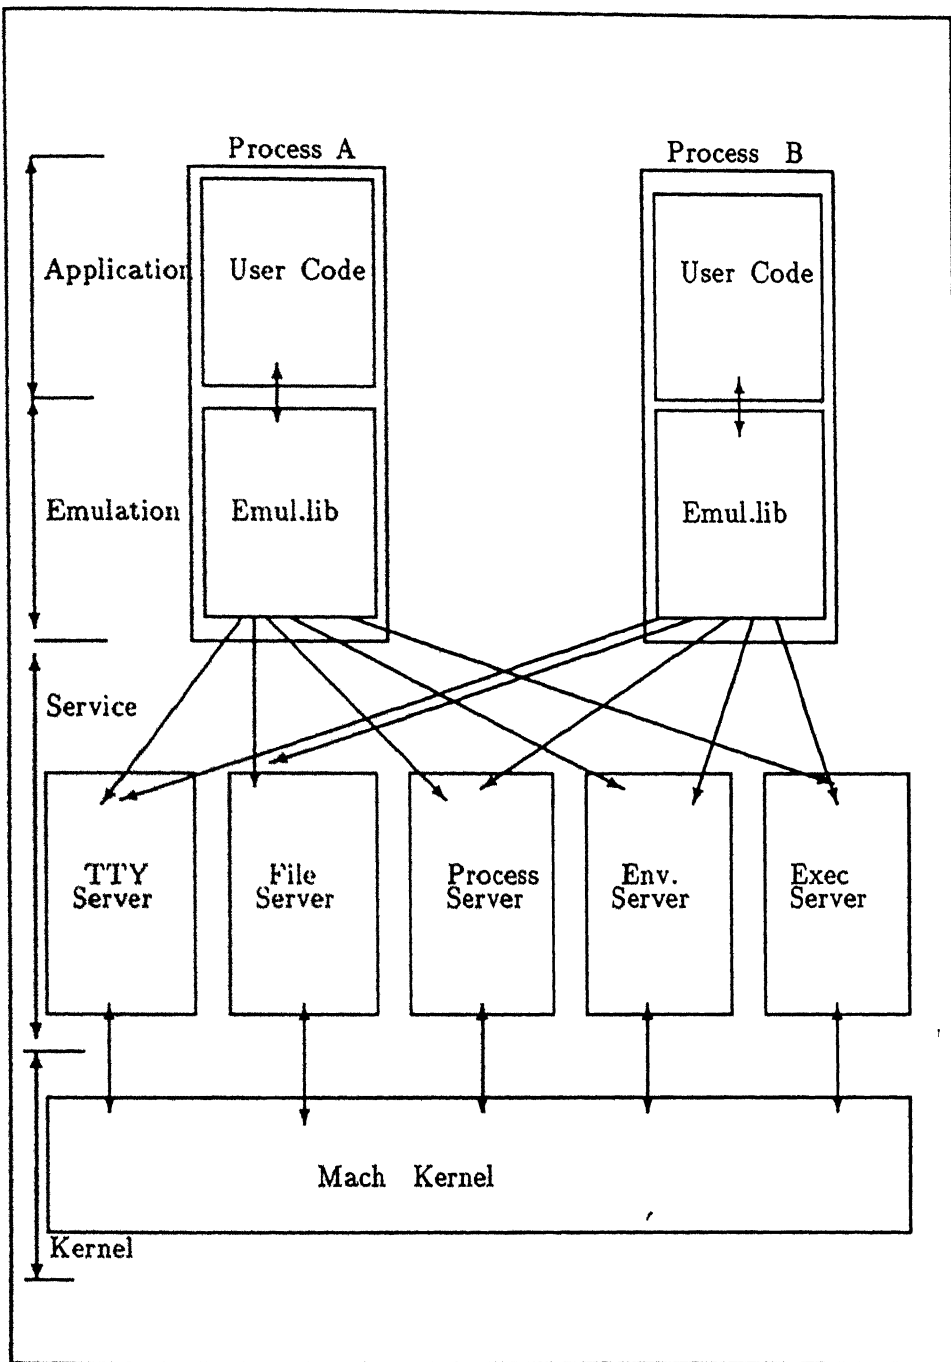 Process A
Process B
Application
User Code
User Code
Emulation
Emul.lib
Emul.lib
Service
TTY
Server
File
Server
Process
Server
Env.
Server
Exec
Server
Mach Kernel
Kernel